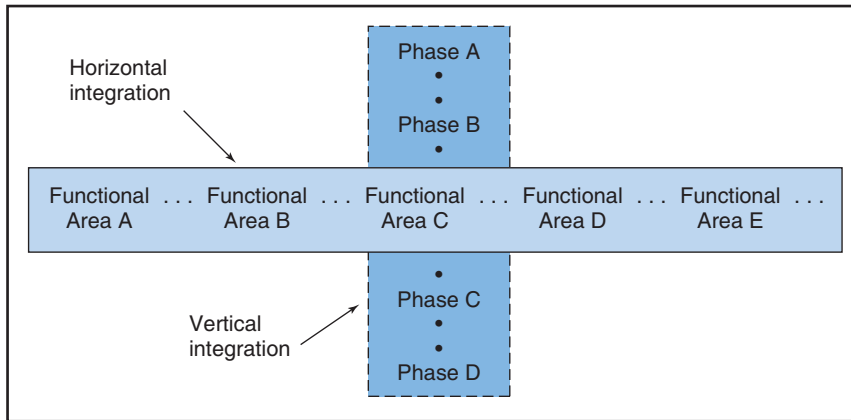 Phase A
•
•
Phase B
•
Horizontal
integration
Functional . . . Functional . . . Functional . . . Functional . . . Functional . . .
Area A Area B Area C Area D Area E
•
Phase C
•
•
Phase D
Vertical
integration